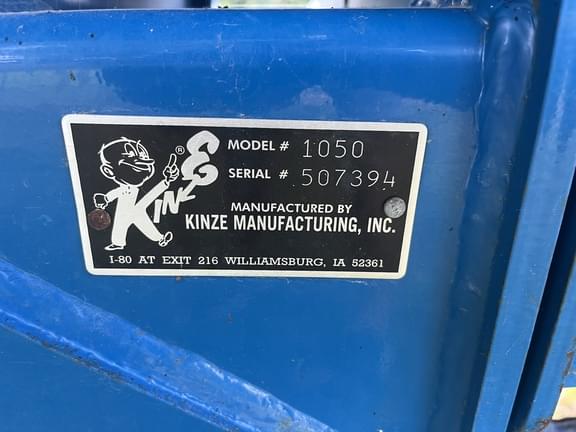 KINZE ®
MODEL # 1050
SERIAL # 507394
MANUFACTURED BY
KINZE MANUFACTURING, INC.
I-80 AT EXIT 216 WILLIAMSBURG, IA 52361